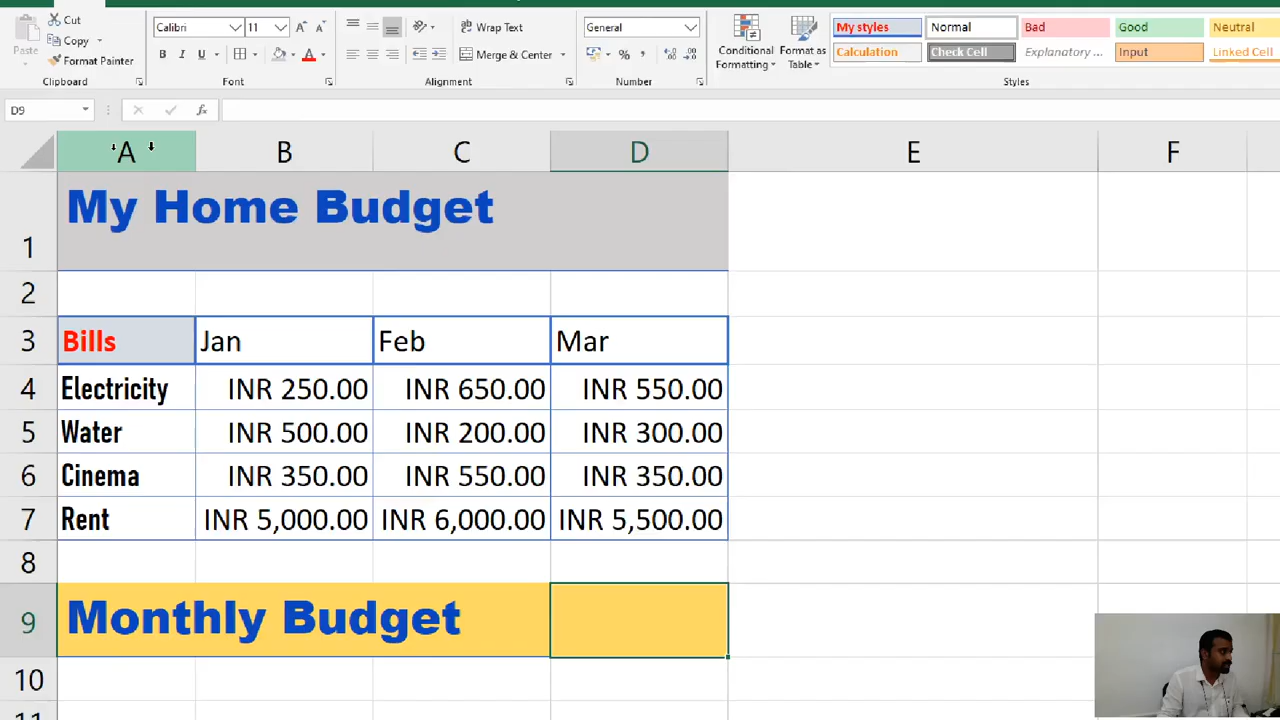 Cut
Copy
Format Painter
Paste
Clipboard
Calibri 11
B I U
Font
Wrap Text
Merge & Center
Alignment
General
%
Number
Conditional Formatting
Format as Table
My styles Normal Bad Good Neutral
Calculation Check Cell Explanatory ... Input Linked Cell
Styles
D9 fx
A B C D E F
1 My Home Budget
2
3 Bills Jan Feb Mar
4 Electricity INR 250.00 INR 650.00 INR 550.00
5 Water INR 500.00 INR 200.00 INR 300.00
6 Cinema INR 350.00 INR 550.00 INR 350.00
7 Rent INR 5,000.00 INR 6,000.00 INR 5,500.00
8
9 Monthly Budget
10
11